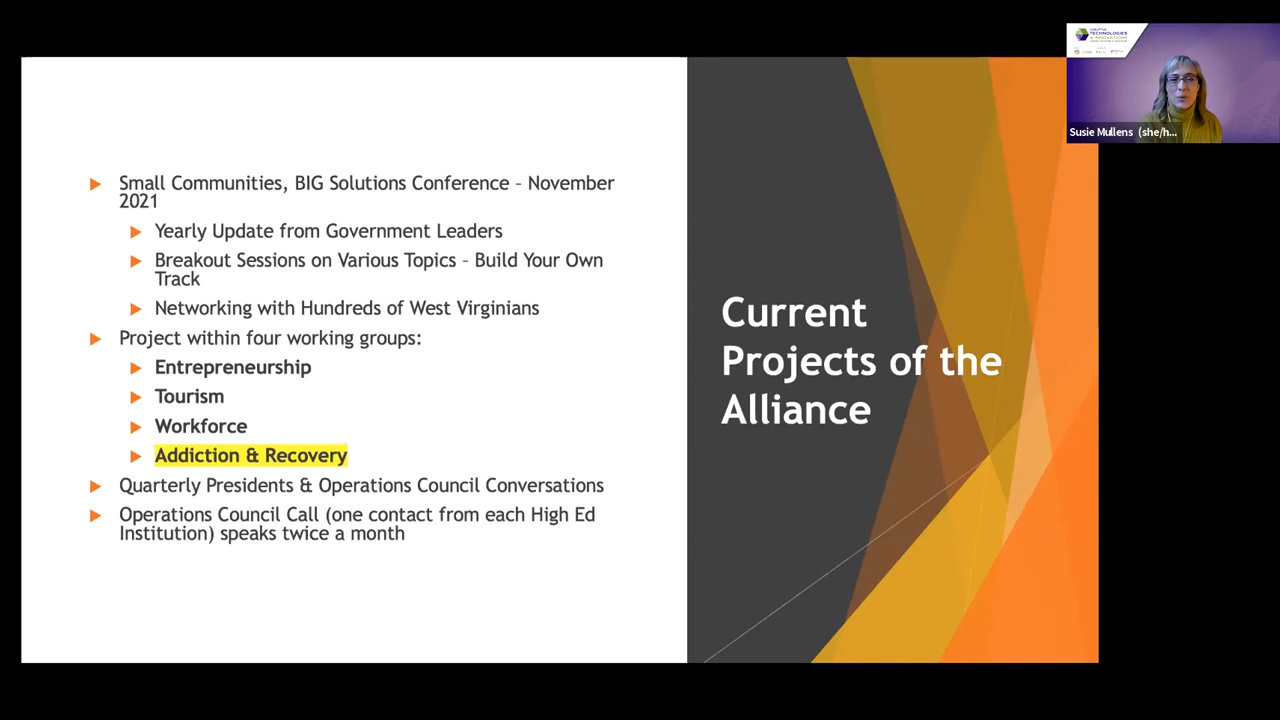 Small Communities, BIG Solutions Conference – November
2021
Yearly Update from Government Leaders
Breakout Sessions on Various Topics – Build Your Own
Track
Networking with Hundreds of West Virginians
Project within four working groups:
Entrepreneurship
Tourism
Workforce
Addiction & Recovery
Quarterly Presidents & Operations Council Conversations
Operations Council Call (one contact from each High Ed
Institution) speaks twice a month
Current
Projects of the
Alliance
TECHNOLOGIES
& INNOVATIONS
Susie Mullens (she/h...